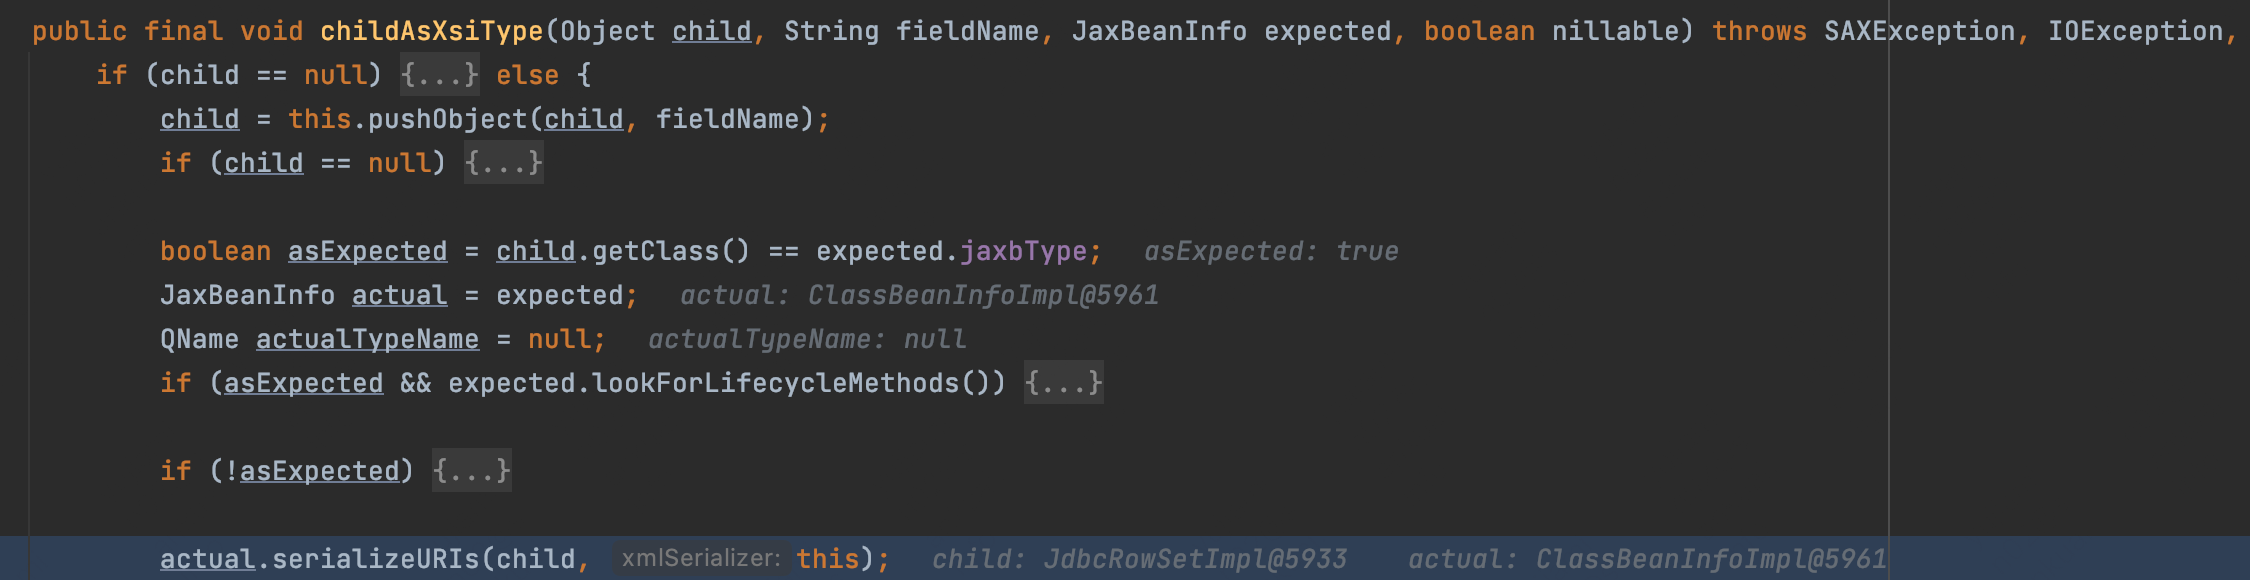 public final void childAsXsiType(Object child, String fieldName, JaxBeanInfo expected, boolean nillable) throws SAXException, IOException,
if (child == null) {...} else {
child = this.pushObject(child, fieldName);
if (child == null) {...}
boolean asExpected = child.getClass() == expected.jaxbType; asExpected: true
JaxBeanInfo actual = expected; actual: ClassBeanInfoImpl@5961
QName actualTypeName = null; actualTypeName: null
if (asExpected && expected.lookForLifecycleMethods()) {...}
if (!asExpected) {...}
actual.serializeURIs(child, xmlSerializer: this); child: JdbcRowSetImpl@5933 actual: ClassBeanInfoImpl@5961